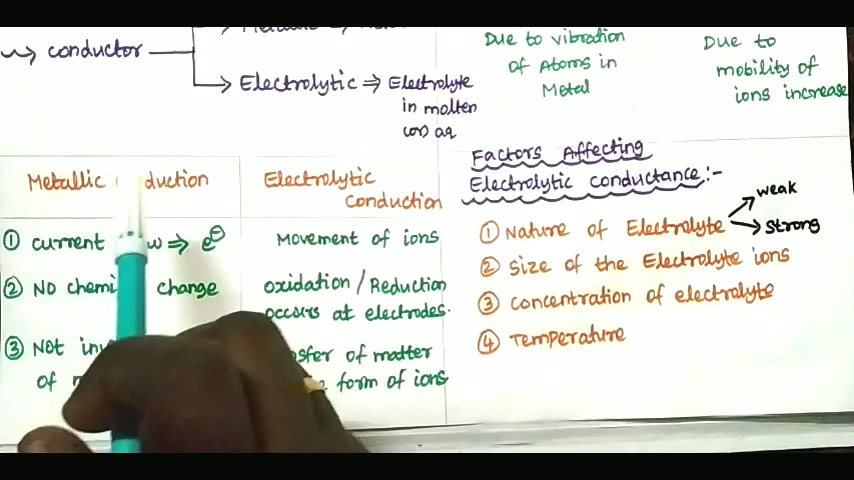 conductor
Electrolytic ⇒ Electrolyte
in molten
(or) aq
Due to vibration
of Atoms in
Metal
Due to
mobility of
ions increase
Metallic
duction
Electrolytic
conduction
① current
w ⇒ e⊖
Movement of ions
② No
change
oxidation / Reduction
occurs at electrodes.
③ Not
of
of matter
form of ions
Factors Affecting
Electrolytic conductance :-
① Nature of Electrolyte
weak
strong
② size of the Electrolyte ions
③ concentration of electrolyte
④ Temperature